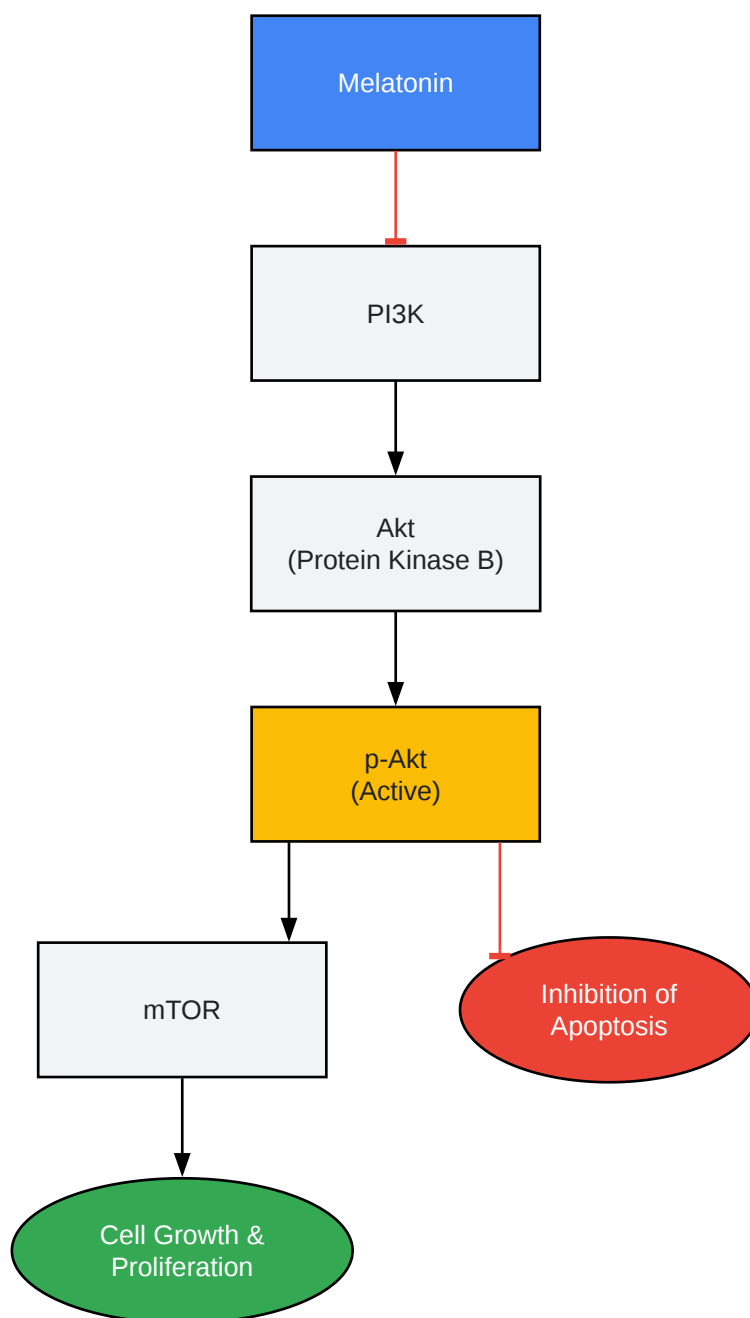 Melatonin
PI3K
Akt
(Protein Kinase B)
p-Akt
(Active)
mTOR
Inhibition of
Apoptosis
Cell Growth &
Proliferation